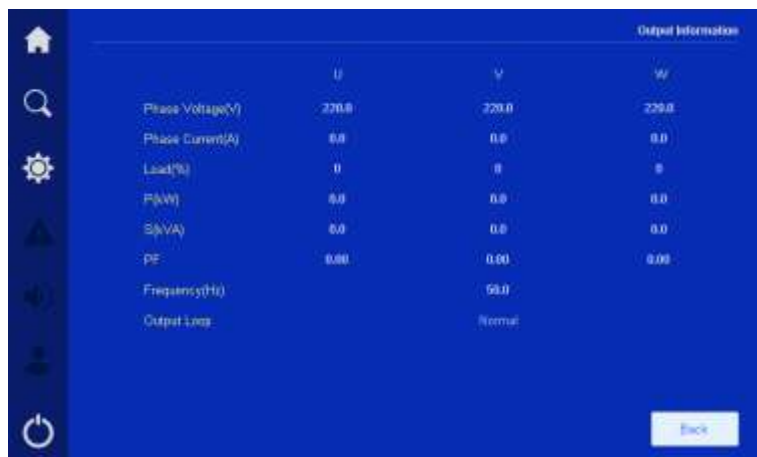 Output Information
U V W
Phase Voltage(V) 220.0 220.0 220.0
Phase Current(A) 0.0 0.0 0.0
Load(%) 0 0 0
P(kW) 0.0 0.0 0.0
S(kVA) 0.0 0.0 0.0
PF 0.00 0.00 0.00
Frequency(Hz) 50.0
Output Loop Normal
Back